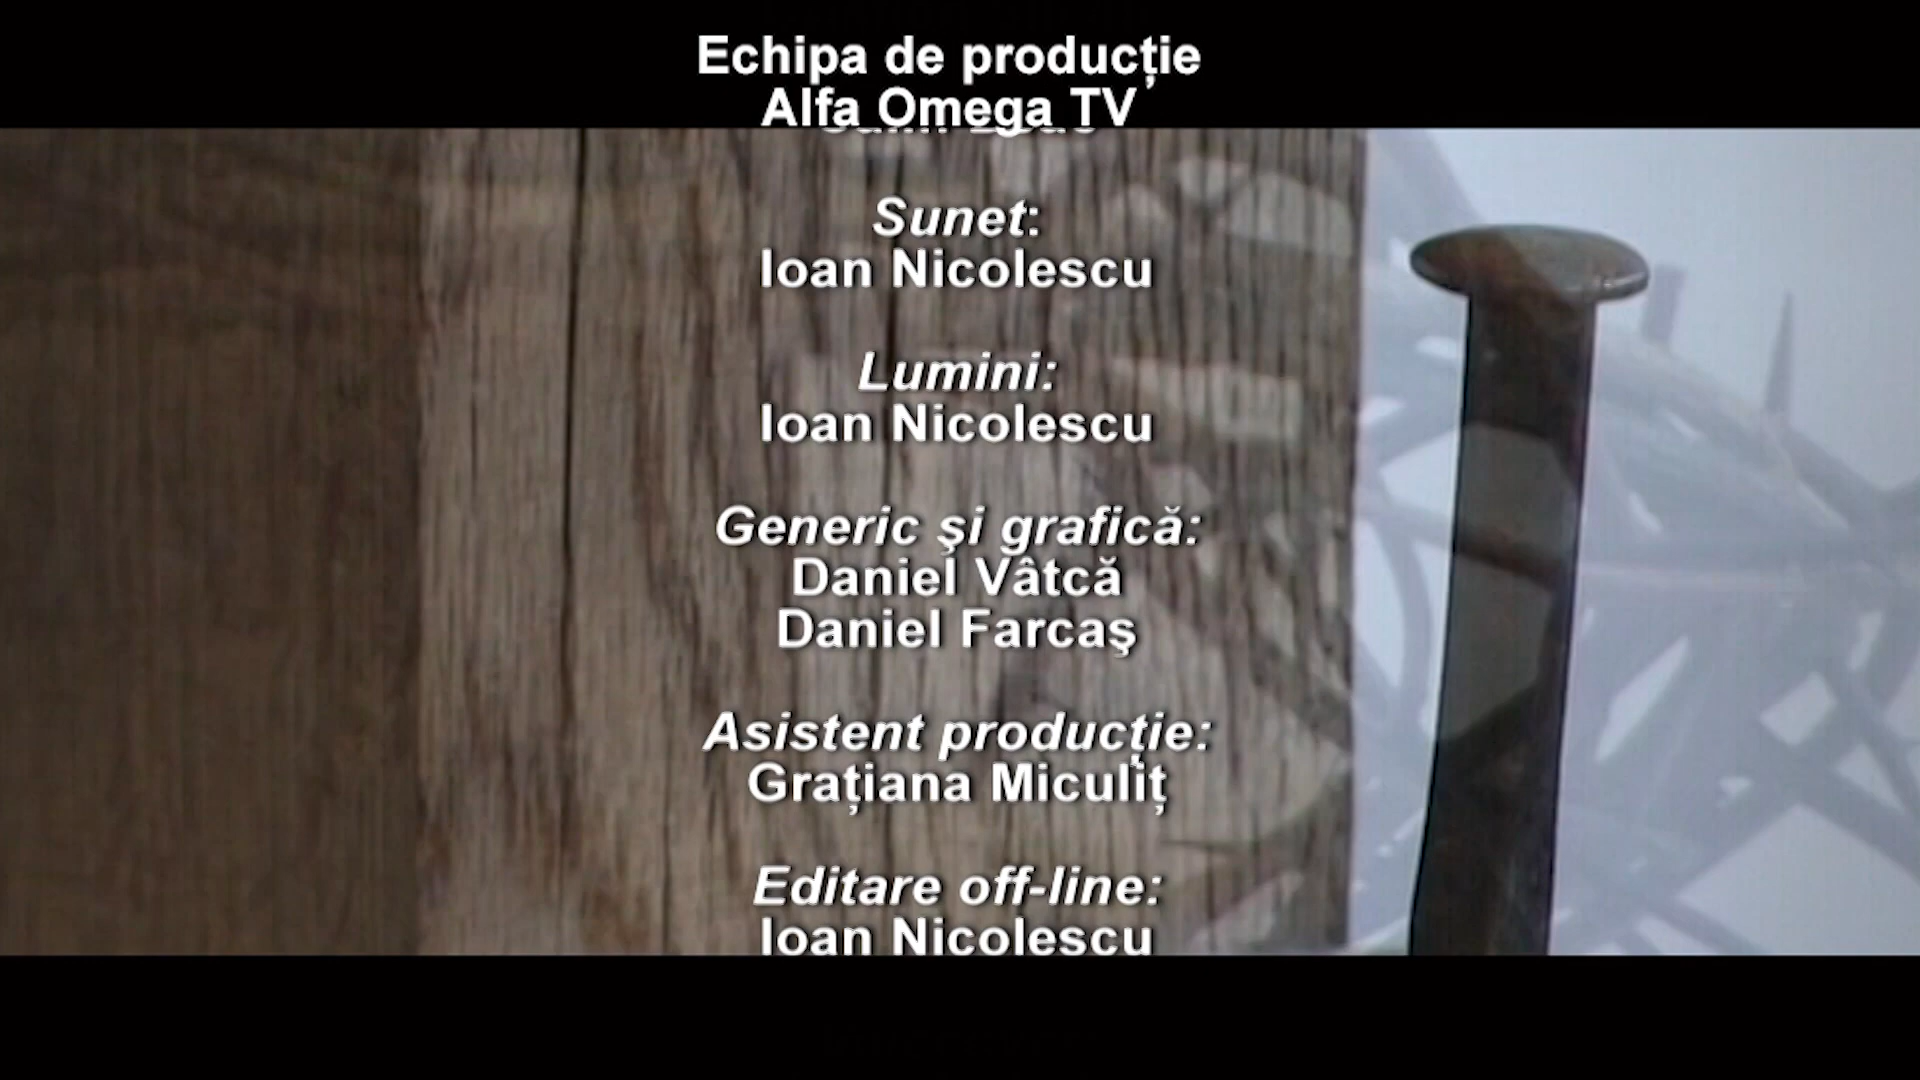 Echipa de producție
Alfa Omega TV
Sunet:
Ioan Nicolescu
Lumini:
Ioan Nicolescu
Generic şi grafică:
Daniel Vâtcă
Daniel Farcaş
Asistent producție:
Grațiana Miculiț
Editare off-line:
Ioan Nicolescu